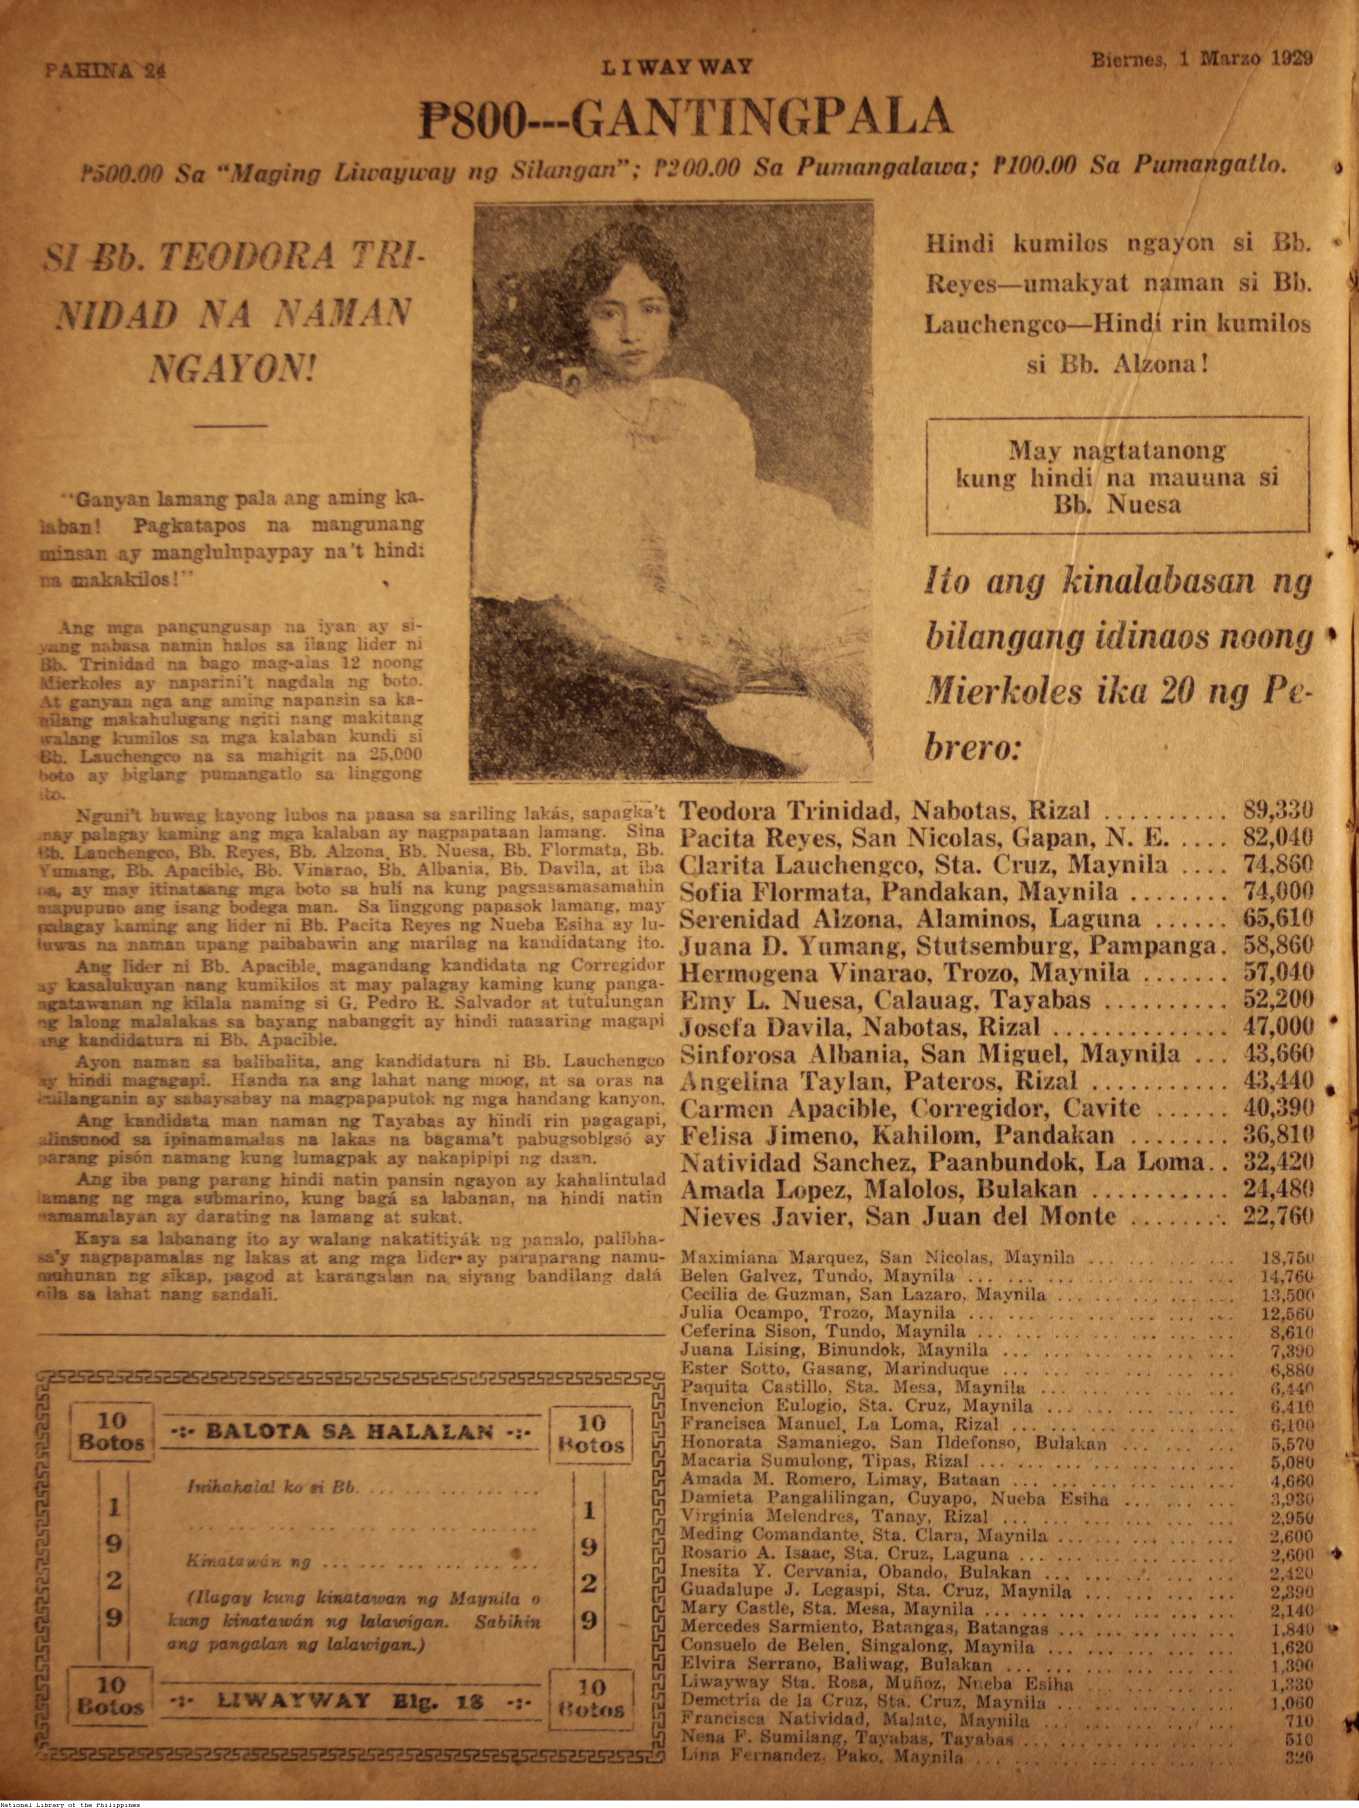 PAHINA 24
LIWAYWAY
Biernes, 1 Marzo 1929
₱800---GANTINGPALA
₱500.00 Sa "Maging Liwayway ng Silangan"; ₱200.00 Sa Pumangalawa; ₱100.00 Sa Pumangatlo.
SI Bb. TEODORA TRI-
NIDAD NA NAMAN
NGAYON!
"Ganyan lamang pala ang aming ka-
laban! Pagkatapos na mangunang
minsan ay manglulupaypay na't hindi
na makakilos!"
Ang mga pangungusap na iyan ay si-
yang nabasa namin halos sa ilang lider ni
Bb. Trinidad na bago mag-alas 12 noong
Mierkoles ay naparini't nagdala ng boto.
At ganyan nga ang aming napansin sa ka-
nilang makahulugang ngiti nang makitang
walang kumilos sa mga kalaban kundi si
Bb. Lauchengco na sa mahigit na 25,000
boto ay biglang pumangatlo sa linggong
ito.
Nguni't huwag kayong lubos na paasa sa sariling lakás, sapagka't
may palagay kaming ang mga kalaban ay nagpapataan lamang. Sina
Bb. Lauchengco, Bb. Reyes, Bb. Alzona, Bb. Nuesa, Bb. Flormata, Bb.
Yumang, Bb. Apacible, Bb. Vinarao, Bb. Albania, Bb. Davila, at iba
pa, ay may itinataang mga boto sa huli na kung pagsasamasamahin
mapupuno ang isang bodega man. Sa linggong papasok lamang, may
palagay kaming ang lider ni Bb. Pacita Reyes ng Nueba Esiha ay lu-
luwas na naman upang paibabawin ang marilag na kandidatang ito.
Ang lider ni Bb. Apacible, magandang kandidata ng Corregidor
ay kasalukuyan nang kumikilos at may palagay kaming kung panga-
ngatawanan ng kilala naming si G. Pedro R. Salvador at tutulungan
ng lalong malalakas sa bayang nabanggit ay hindi maaaring magapi
ang kandidatura ni Bb. Apacible.
Ayon naman sa balibalita, ang kandidatura ni Bb. Lauchengco
ay hindi magagapi. Handa na ang lahat nang moog, at sa oras na
kailanganin ay sabaysabay na magpapaputok ng mga handang kanyon.
Ang kandidata man naman ng Tayabas ay hindi rin pagagapi,
alinsunod sa ipinamamalas na lakas na bagama't pabugsobigsó ay
parang pisón namang kung lumagpak ay nakapipipi ng daan.
Ang iba pang parang hindi natin pansin ngayon ay kahalintulad
lamang ng mga submarino, kung bagá sa labanan, na hindi natin
namamalayan ay darating na lamang at sukat.
Kaya sa labanang ito ay walang nakatitiyák ng panalo, palibha-
sa'y nagpapamalas ng lakas at ang mga lider ay paraparang namu-
muhunan ng sikap, pagod at karangalan na siyang bandilang dalá
nila sa lahat nang sandali.
10
Botos
-:- BALOTA SA HALALAN -:-
10
Botos
Inihahalal ko si Bb. ... ... ... ... ... ...
... ... ... ... ... ... ... ... ... ... ... ...
Kinatawán ng ... ... ... ... ... ... ... ...
(Ilagay kung kinatawan ng Maynila o
kung kinatawán ng lalawigan. Sabihin
ang pangalan ng lalawigan.)
1
9
2
9
1
9
2
9
10
Botos
-:- LIWAYWAY Blg. 18 -:-
10
Botos
Hindi kumilos ngayon si Bb.
Reyes—umakyat naman si Bb.
Lauchengco—Hindi rin kumilos
si Bb. Alzona!
May nagtatanong
kung hindi na mauuna si
Bb. Nuesa
Ito ang kinalabasan ng
bilangang idinaos noong
Mierkoles ika 20 ng Pe-
brero:
Teodora Trinidad, Nabotas, Rizal .......... 89,330
Pacita Reyes, San Nicolas, Gapan, N. E. .... 82,040
Clarita Lauchengco, Sta. Cruz, Maynila .... 74,860
Sofia Flormata, Pandakan, Maynila ........ 74,000
Serenidad Alzona, Alaminos, Laguna ...... 65,610
Juana D. Yumang, Stutsemburg, Pampanga. 58,860
Hermogena Vinarao, Trozo, Maynila ....... 57,040
Emy L. Nuesa, Calauag, Tayabas .......... 52,200
Josefa Davila, Nabotas, Rizal .............. 47,000
Sinforosa Albania, San Miguel, Maynila ... 43,660
Angelina Taylan, Pateros, Rizal ........... 43,440
Carmen Apacible, Corregidor, Cavite ...... 40,390
Felisa Jimeno, Kahilom, Pandakan ........ 36,810
Natividad Sanchez, Paanbundok, La Loma.. 32,420
Amada Lopez, Malolos, Bulakan ........... 24,480
Nieves Javier, San Juan del Monte ........ 22,760
Maximiana Marquez, San Nicolas, Maynila ... ... ... ... ... 18,750
Belen Galvez, Tundo, Maynila ... ... ... ... ... ... ... ... 14,760
Cecilia de Guzman, San Lazaro, Maynila ... ... ... ... ... 13,500
Julia Ocampo, Trozo, Maynila ... ... ... ... ... ... ... ... 12,560
Ceferina Sison, Tundo, Maynila ... ... ... ... ... ... ... 8,610
Juana Lising, Binundok, Maynila ... ... ... ... ... ... ... 7,390
Ester Sotto, Gasang, Marinduque ... ... ... ... ... ... ... 6,880
Paquita Castillo, Sta. Mesa, Maynila ... ... ... ... ... ... 6,440
Invencion Eulogio, Sta. Cruz, Maynila ... ... ... ... ... ... 6,410
Francisca Manuel, La Loma, Rizal ... ... ... ... ... ... ... 6,100
Honorata Samaniego, San Ildefonso, Bulakan ... ... ... ... 5,570
Macaria Sumulong, Tipas, Rizal ... ... ... ... ... ... ... 5,080
Amada M. Romero, Limay, Bataan ... ... ... ... ... ... ... 4,660
Damieta Pangalilingan, Cuyapo, Nueba Esiha ... ... ... ... 3,930
Virginia Melendres, Tanay, Rizal ... ... ... ... ... ... ... 2,950
Meding Comandante, Sta. Clara, Maynila ... ... ... ... ... 2,600
Rosario A. Isaac, Sta. Cruz, Laguna ... ... ... ... ... ... 2,600
Inesita Y. Cervania, Obando, Bulakan ... ... ... ... ... ... 2,420
Guadalupe J. Legaspi, Sta. Cruz, Maynila ... ... ... ... ... 2,390
Mary Castle, Sta. Mesa, Maynila ... ... ... ... ... ... ... 2,140
Mercedes Sarmiento, Batangas, Batangas ... ... ... ... ... 1,840
Consuelo de Belen, Singalong, Maynila ... ... ... ... ... ... 1,620
Elvira Serrano, Baliwag, Bulakan ... ... ... ... ... ... ... 1,390
Liwayway Sta. Rosa, Muñoz, Nueba Esiha ... ... ... ... ... 1,330
Demetria de la Cruz, Sta. Cruz, Maynila ... ... ... ... ... 1,060
Francisca Natividad, Malate, Maynila ... ... ... ... ... ... 710
Nena F. Sumilang, Tayabas, Tayabas ... ... ... ... ... ... 510
Lina Fernandez, Pako, Maynila ... ... ... ... ... ... ... 320
National Library of the Philippines